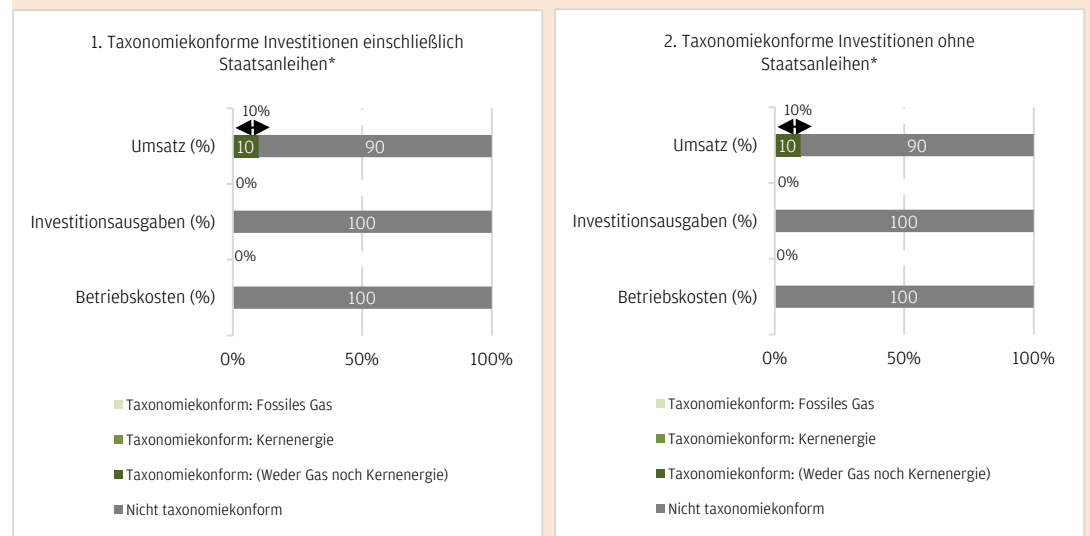 1. Taxonomiekonforme Investitionen einschließlich
Staatsanleihen*
10%
Umsatz (%)
10
90
0%
Investitionsausgaben (%)
100
0%
Betriebskosten (%)
100
0%
50%
100%
Taxonomiekonform: Fossiles Gas
Taxonomiekonform: Kernenergie
Taxonomiekonform: (Weder Gas noch Kernenergie)
Nicht taxonomiekonform
2. Taxonomiekonforme Investitionen ohne
Staatsanleihen*
10%
Umsatz (%)
10
90
0%
Investitionsausgaben (%)
100
0%
Betriebskosten (%)
100
0%
50%
100%
Taxonomiekonform: Fossiles Gas
Taxonomiekonform: Kernenergie
Taxonomiekonform: (Weder Gas noch Kernenergie)
Nicht taxonomiekonform